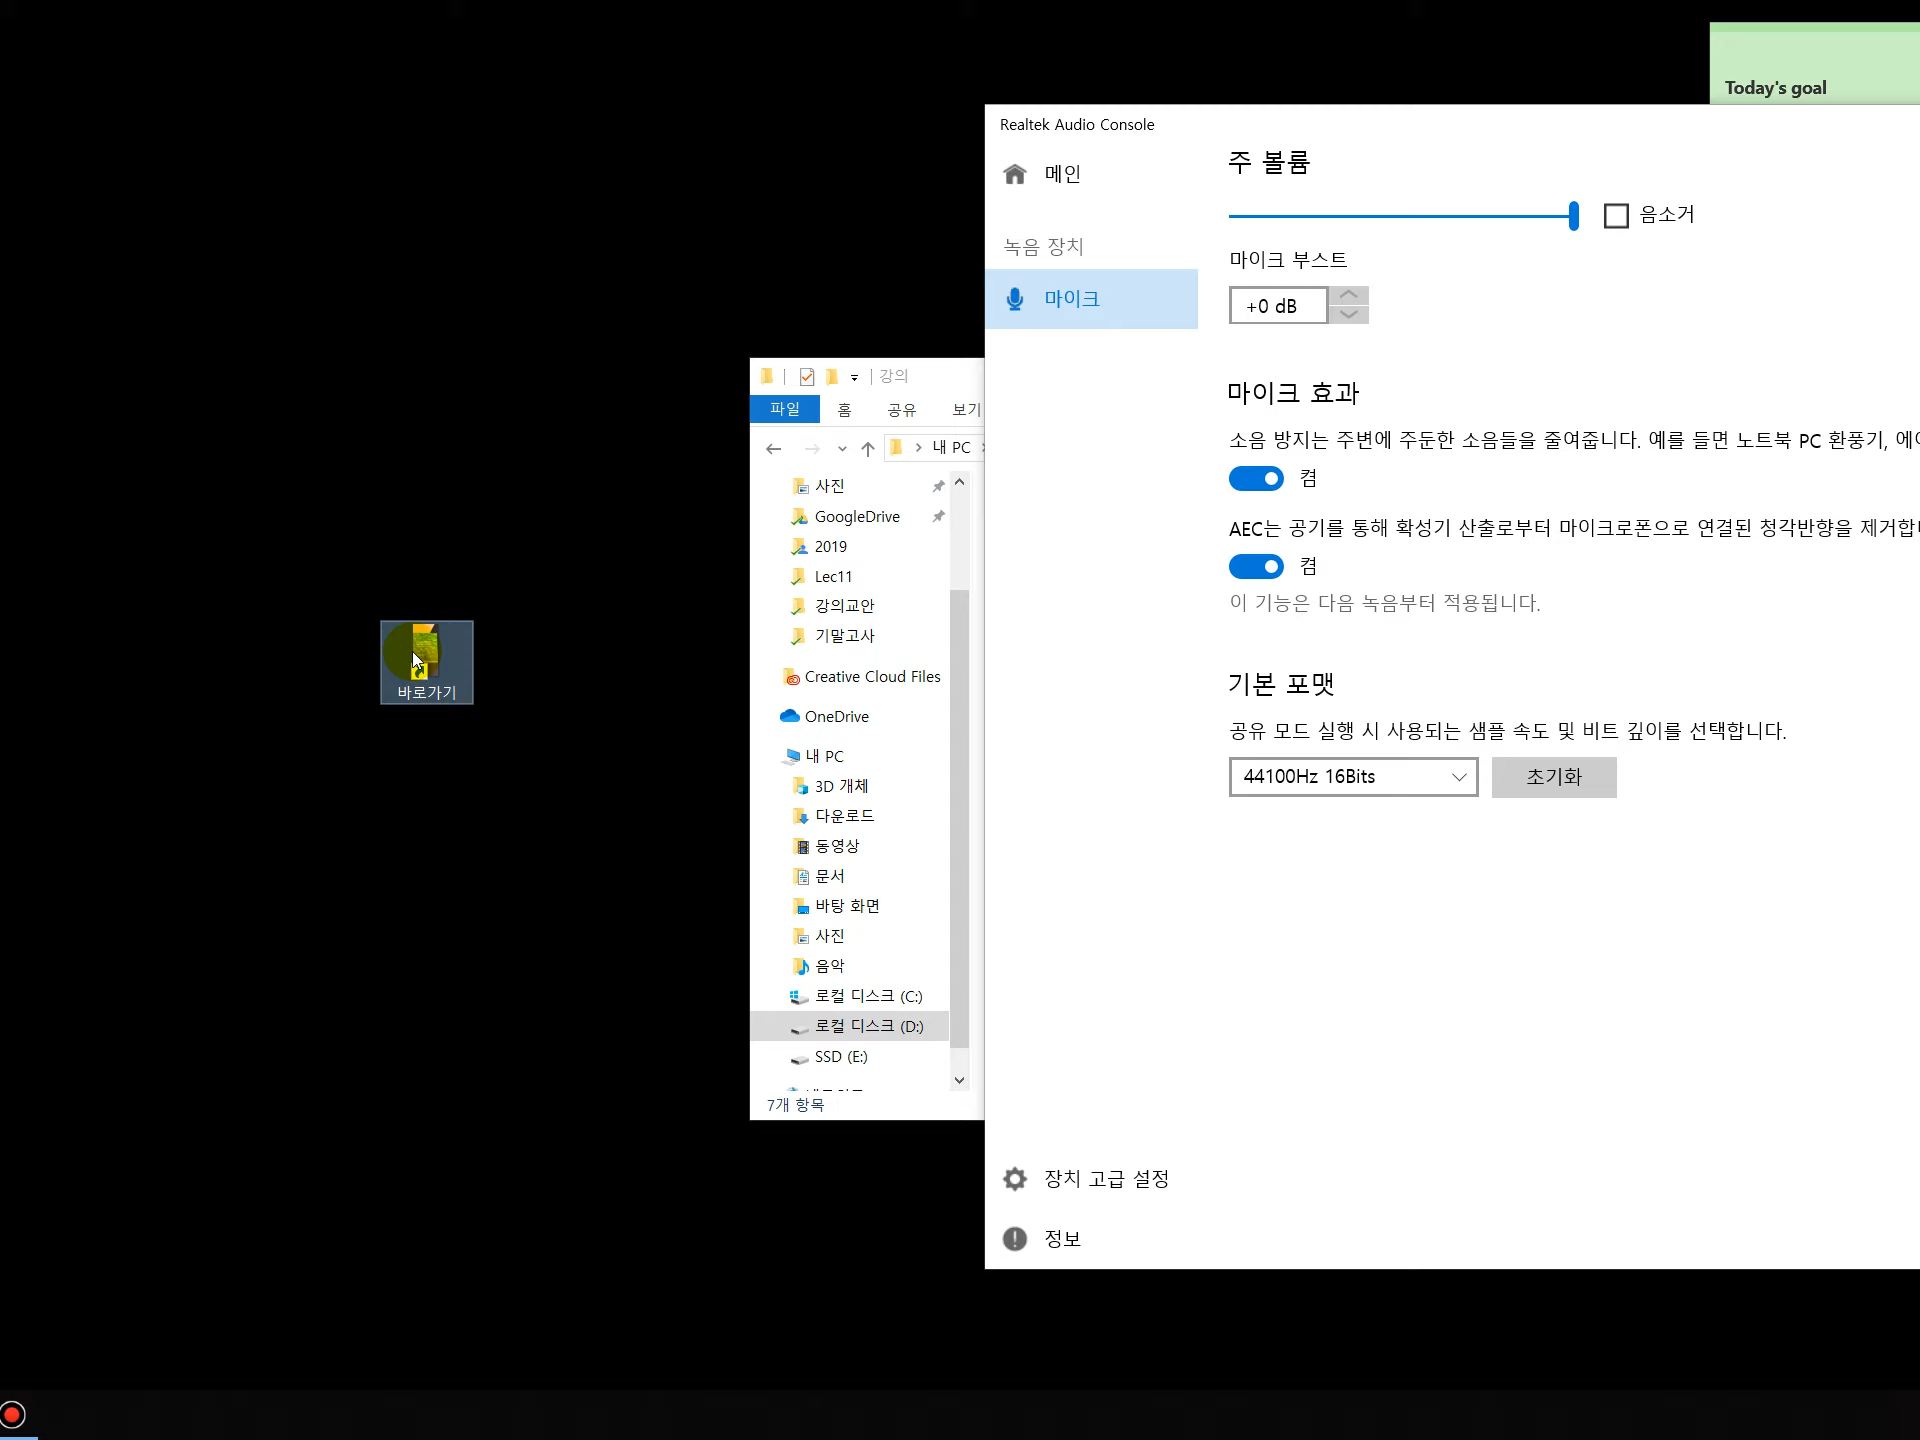 Today's goal
Realtek Audio Console
메인
녹음 장치
마이크
주 볼륨
음소거
마이크 부스트
+0 dB
마이크 효과
소음 방지는 주변에 주둔한 소음들을 줄여줍니다. 예를 들면 노트북 PC 환풍기,
켬
AEC는 공기를 통해 확성기 산출로부터 마이크로폰으로 연결된 청각반향을
켬
이 기능은 다음 녹음부터 적용됩니다.
기본 포맷
공유 모드 실행 시 사용되는 샘플 속도 및 비트 깊이를 선택합니다.
44100Hz 16Bits
초기화
장치 고급 설정
정보
강의
파일 홈 공유 보기
내 PC
사진
GoogleDrive
2019
Lec11
강의교안
기말고사
Creative Cloud Files
OneDrive
내 PC
3D 개체
다운로드
동영상
문서
바탕 화면
사진
음악
로컬 디스크 (C:)
로컬 디스크 (D:)
SSD (E:)
7개 항목
바로가기